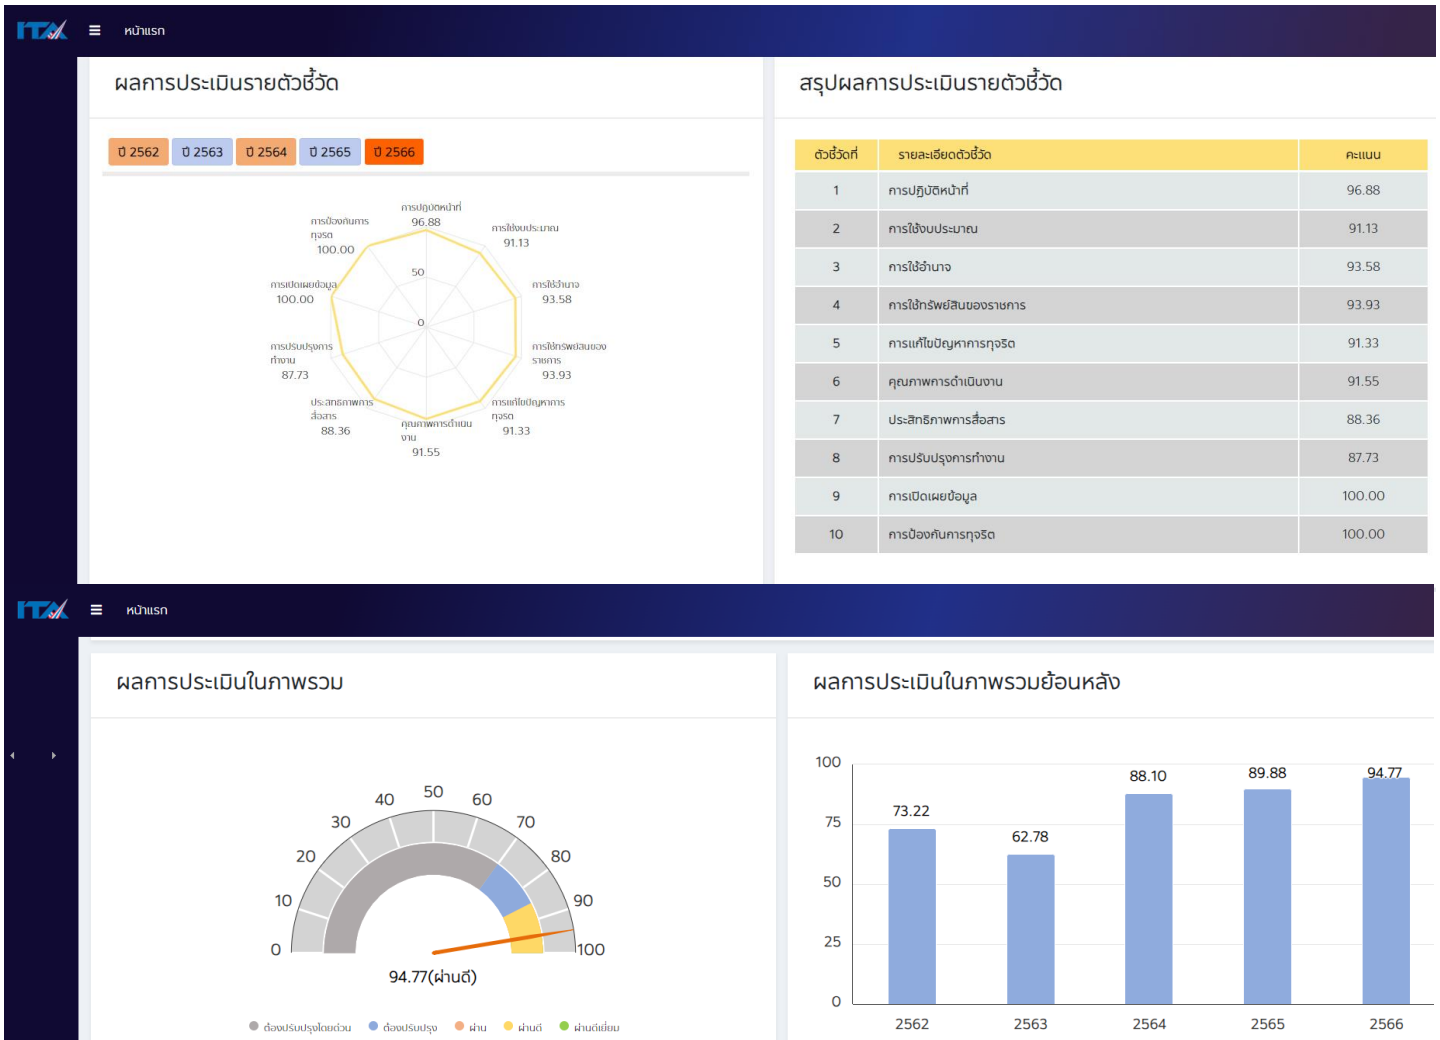 ITA
หน้าแรก
ผลการประเมินรายตัวชี้วัด
ปี 2562
ปี 2563
ปี 2564
ปี 2565
ปี 2566
การปฏิบัติหน้าที่
96.88
การใช้งบประมาณ
91.13
การใช้อำนาจ
93.58
การใช้ทรัพย์สินของ
ราชการ
93.93
การแก้ไขปัญหาการ
ทุจริต
91.33
คุณภาพการดำเนิน
งาน
91.55
ประสิทธิภาพการ
สื่อสาร
88.36
การปรับปรุงการ
ทำงาน
87.73
การเปิดเผยข้อมูล
100.00
การป้องกันการ
ทุจริต
100.00
50
0
สรุปผลการประเมินรายตัวชี้วัด
ตัวชี้วัดที่ รายละเอียดตัวชี้วัด คะแนน
1 การปฏิบัติหน้าที่ 96.88
2 การใช้งบประมาณ 91.13
3 การใช้อำนาจ 93.58
4 การใช้ทรัพย์สินของราชการ 93.93
5 การแก้ไขปัญหาการทุจริต 91.33
6 คุณภาพการดำเนินงาน 91.55
7 ประสิทธิภาพการสื่อสาร 88.36
8 การปรับปรุงการทำงาน 87.73
9 การเปิดเผยข้อมูล 100.00
10 การป้องกันการทุจริต 100.00
ITA
หน้าแรก
ผลการประเมินในภาพรวม
0
10
20
30
40
50
60
70
80
90
100
94.77(ผ่านดี)
ต้องปรับปรุงโดยด่วน ต้องปรับปรุง ผ่าน ผ่านดี ผ่านดีเยี่ยม
ผลการประเมินในภาพรวมย้อนหลัง
100
75
50
25
0
73.22
62.78
88.10
89.88
94.77
2562 2563 2564 2565 2566